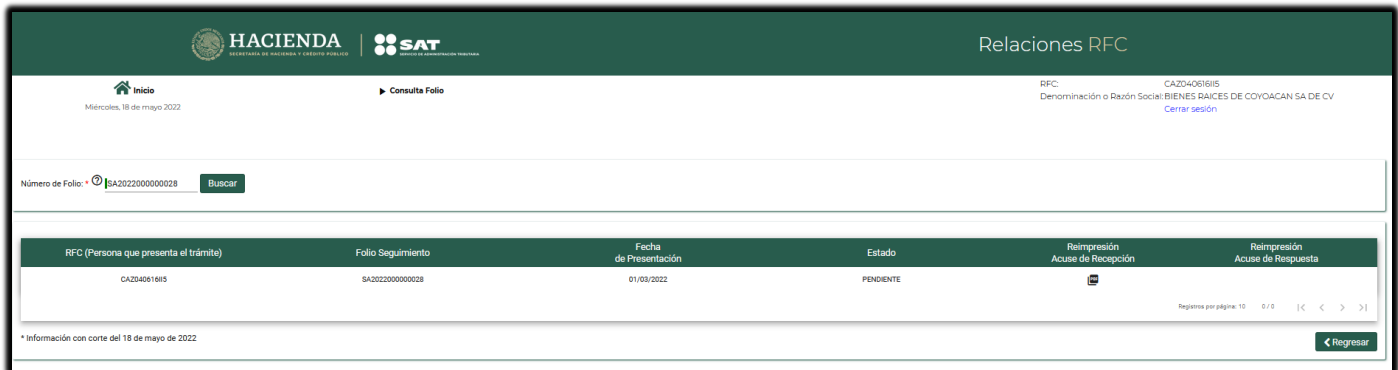 HACIENDA
SECRETARÍA DE HACIENDA Y CRÉDITO PÚBLICO
SAT
SERVICIO DE ADMINISTRACIÓN TRIBUTARIA
Relaciones RFC
Inicio
Miércoles, 18 de mayo 2022
Consulta Folio
RFC: CAZ040616II5
Denominación o Razón Social: BIENES RAICES DE COYOACAN SA DE CV
Cerrar sesión
Número de Folio: * SA2022000000028 Buscar
RFC (Persona que presenta el trámite) Folio Seguimiento Fecha de Presentación Estado Reimpresión Acuse de Recepción Reimpresión Acuse de Respuesta
CAZ040616II5 SA2022000000028 01/03/2022 PENDIENTE
Registros por página: 10 0 / 0
* Información con corte del 18 de mayo de 2022
Regresar